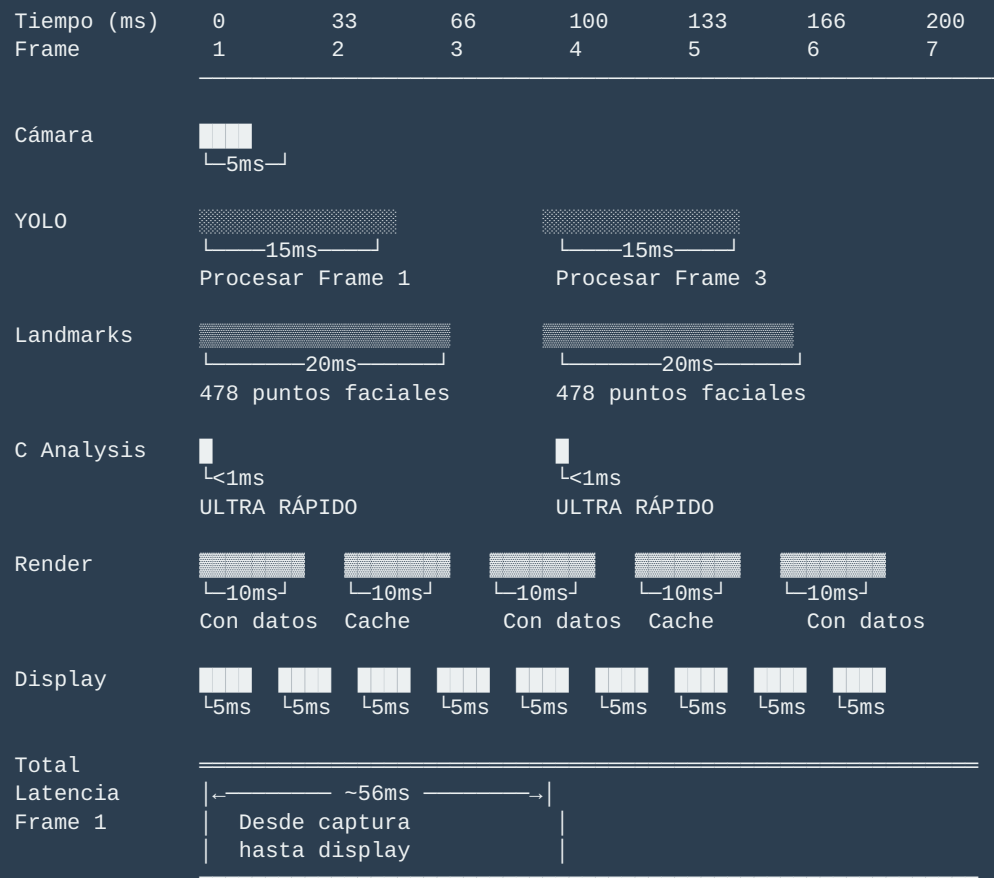 Tiempo (ms) 0 33 66 100 133 166 200
Frame 1 2 3 4 5 6 7
Cámara
└─5ms─┘
YOLO
└────15ms────┘ └────15ms────┘
Procesar Frame 1 Procesar Frame 3
Landmarks
└───────20ms──────┘ └───────20ms──────┘
478 puntos faciales 478 puntos faciales
C Analysis
└<1ms └<1ms
ULTRA RÁPIDO ULTRA RÁPIDO
Render
└─10ms┘ └─10ms┘ └─10ms┘ └─10ms┘ └─10ms┘
Con datos Cache Con datos Cache Con datos
Display
└5ms └5ms └5ms └5ms └5ms └5ms └5ms └5ms └5ms
Total
Latencia │←──────── ~56ms ────────→│
Frame 1 │ Desde captura │
│ hasta display │